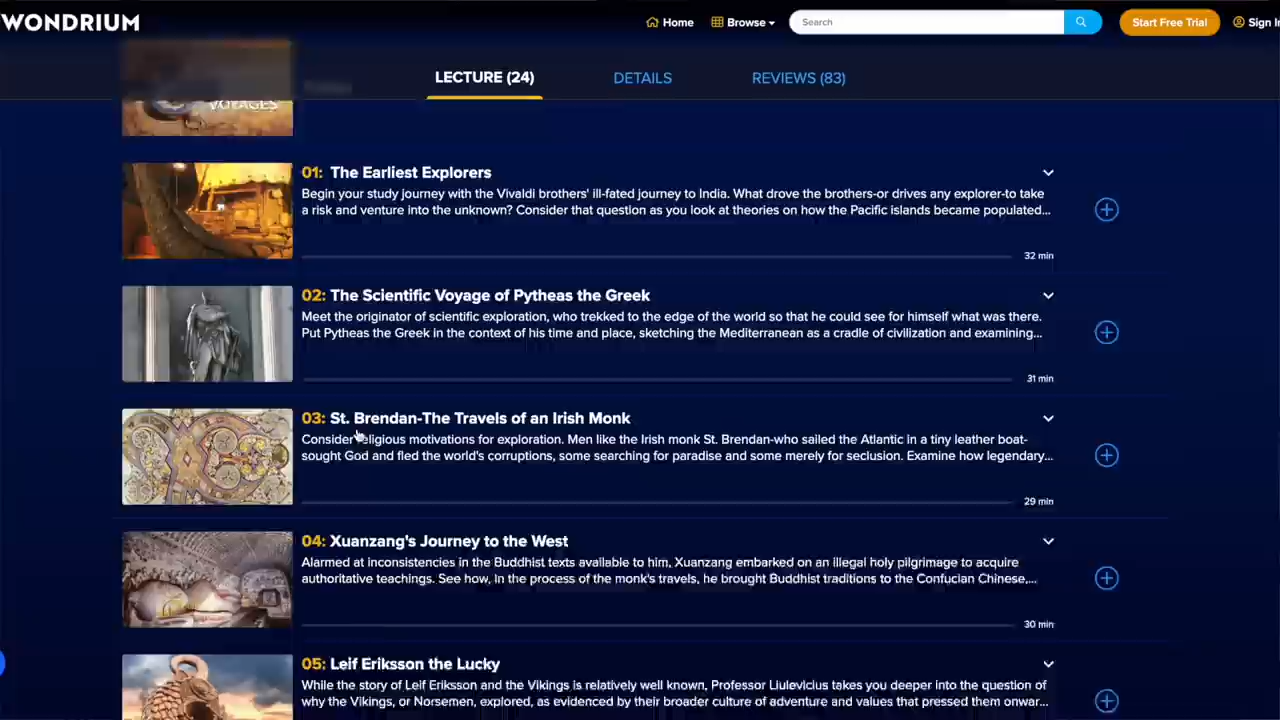 WONDRIUM
Home
Browse
Search
Start Free Trial
Sign In
LECTURE (24)
DETAILS
REVIEWS (83)
VOYAGES
01: The Earliest Explorers
Begin your study journey with the Vivaldi brothers' ill-fated journey to India. What drove the brothers-or drives any explorer-to take
a risk and venture into the unknown? Consider that question as you look at theories on how the Pacific islands became populated...
32 min
02: The Scientific Voyage of Pytheas the Greek
Meet the originator of scientific exploration, who trekked to the edge of the world so that he could see for himself what was there.
Put Pytheas the Greek in the context of his time and place, sketching the Mediterranean as a cradle of civilization and examining...
31 min
03: St. Brendan-The Travels of an Irish Monk
Consider religious motivations for exploration. Men like the Irish monk St. Brendan-who sailed the Atlantic in a tiny leather boat-
sought God and fled the world's corruptions, some searching for paradise and some merely for seclusion. Examine how legendary...
29 min
04: Xuanzang's Journey to the West
Alarmed at inconsistencies in the Buddhist texts available to him, Xuanzang embarked on an illegal holy pilgrimage to acquire
authoritative teachings. See how, in the process of the monk's travels, he brought Buddhist traditions to the Confucian Chinese,...
30 min
05: Leif Eriksson the Lucky
While the story of Leif Eriksson and the Vikings is relatively well known, Professor Liulevicius takes you deeper into the question of
why the Vikings, or Norsemen, explored, as evidenced by their broader culture of adventure and values that pressed them onwar...